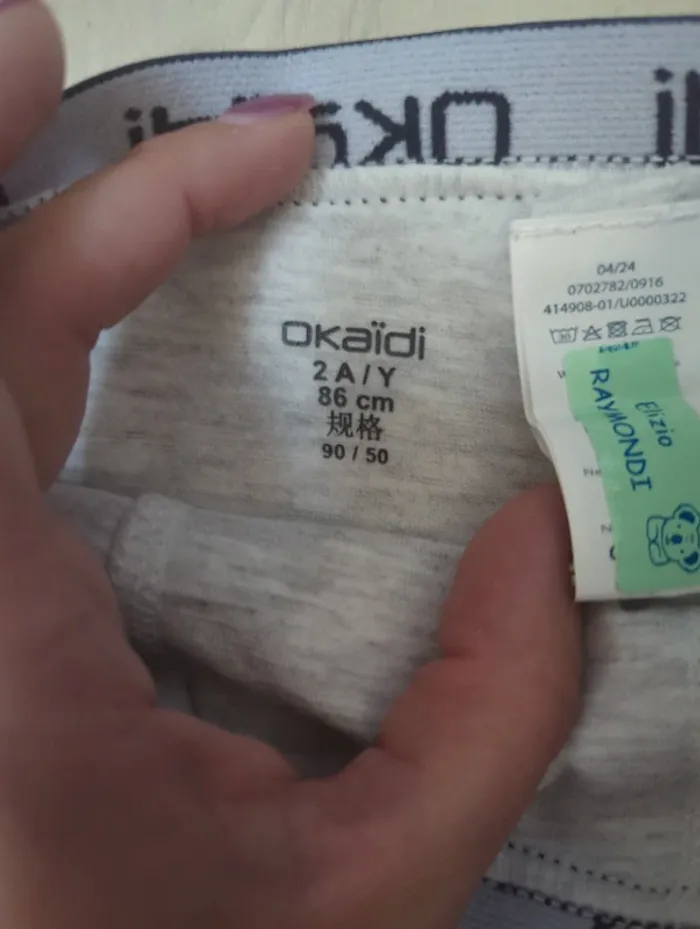 okaïdi
okaïdi
2 A / Y
86 cm
规格
90 / 50
04/24
0702782/0916
414908-01/U0000322
Elizio
RAYMONDI